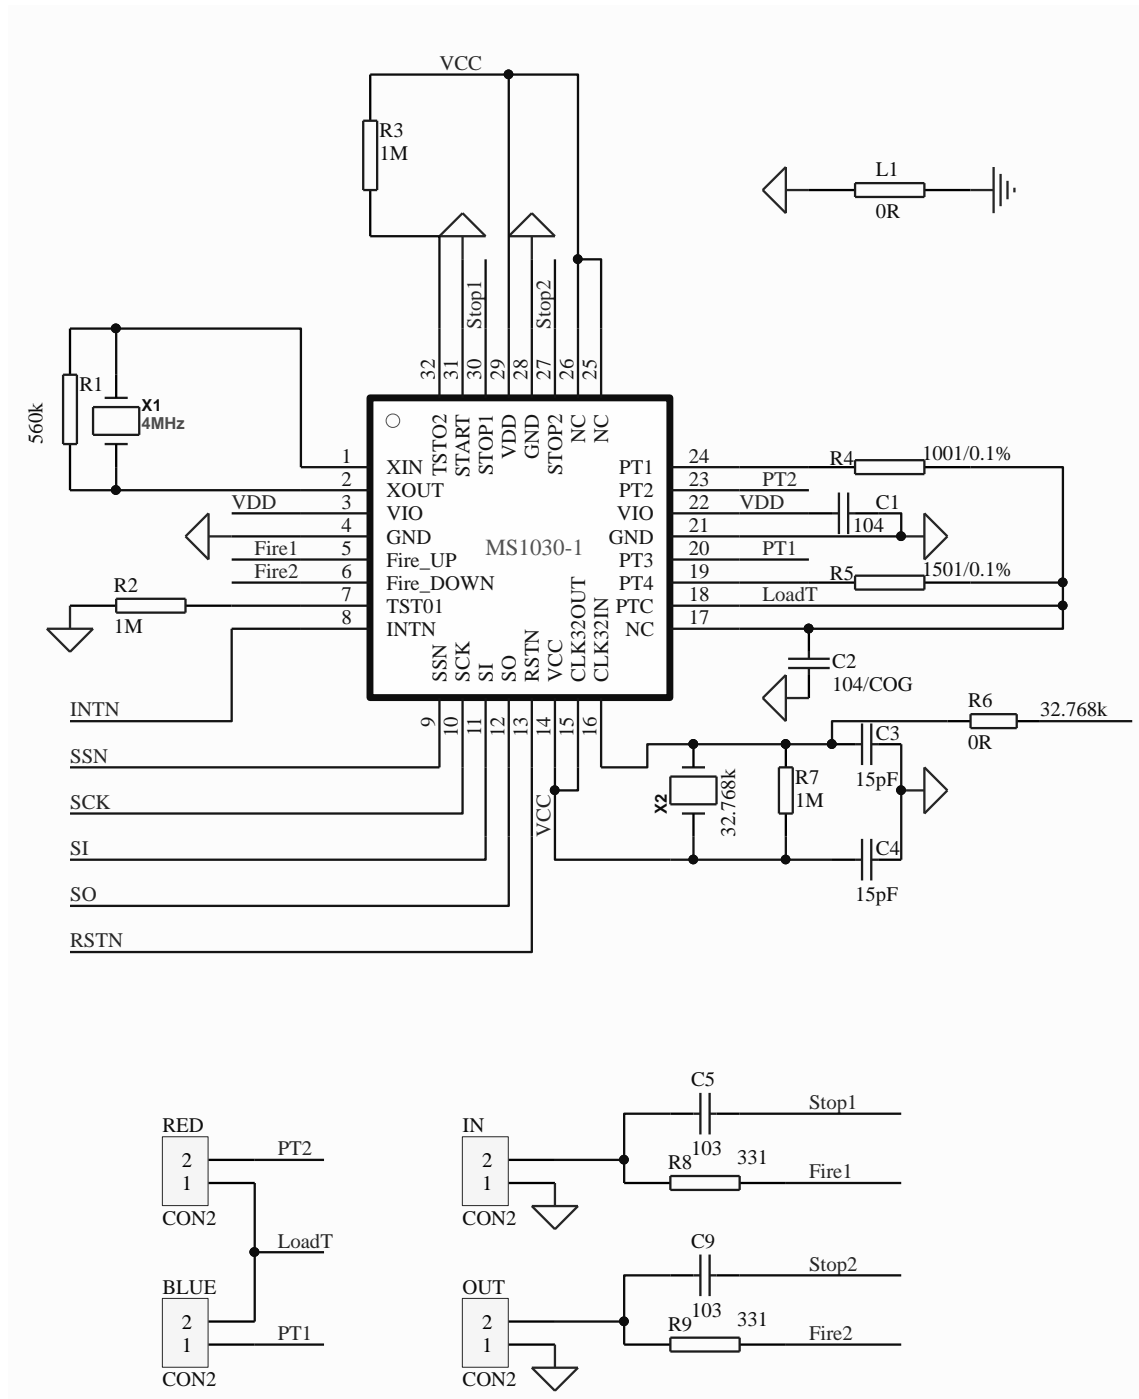 VCC
R3
1M
L1
0R
Stop1
Stop2
32
31
30
29
28
27
26
25
R1
560k
X1
4MHz
TSTO2
START
STOP1
VDD
GND
STOP2
NC
NC
1
XIN
PT1
24
R4
1001/0.1%
2
XOUT
PT2
23
PT2
VDD
3
VIO
VIO
22
VDD
C1
104
4
GND
MS1030-1
GND
21
Fire1
5
Fire_UP
PT3
20
PT1
Fire2
6
Fire_DOWN
PT4
19
R5
1501/0.1%
R2
1M
7
TST01
PTC
18
LoadT
8
INTN
NC
17
SSN
SCK
SI
SO
RSTN
VCC
CLK32OUT
CLK32IN
C2
104/COG
9
10
11
12
13
14
15
16
INTN
R6
0R
32.768k
C3
15pF
SSN
X2
32.768k
R7
1M
SCK
VCC
SI
C4
15pF
SO
RSTN
RED
2
1
CON2
PT2
LoadT
BLUE
2
1
CON2
PT1
IN
2
1
CON2
C5
103
Stop1
R8
331
Fire1
OUT
2
1
CON2
C9
103
Stop2
R9
331
Fire2